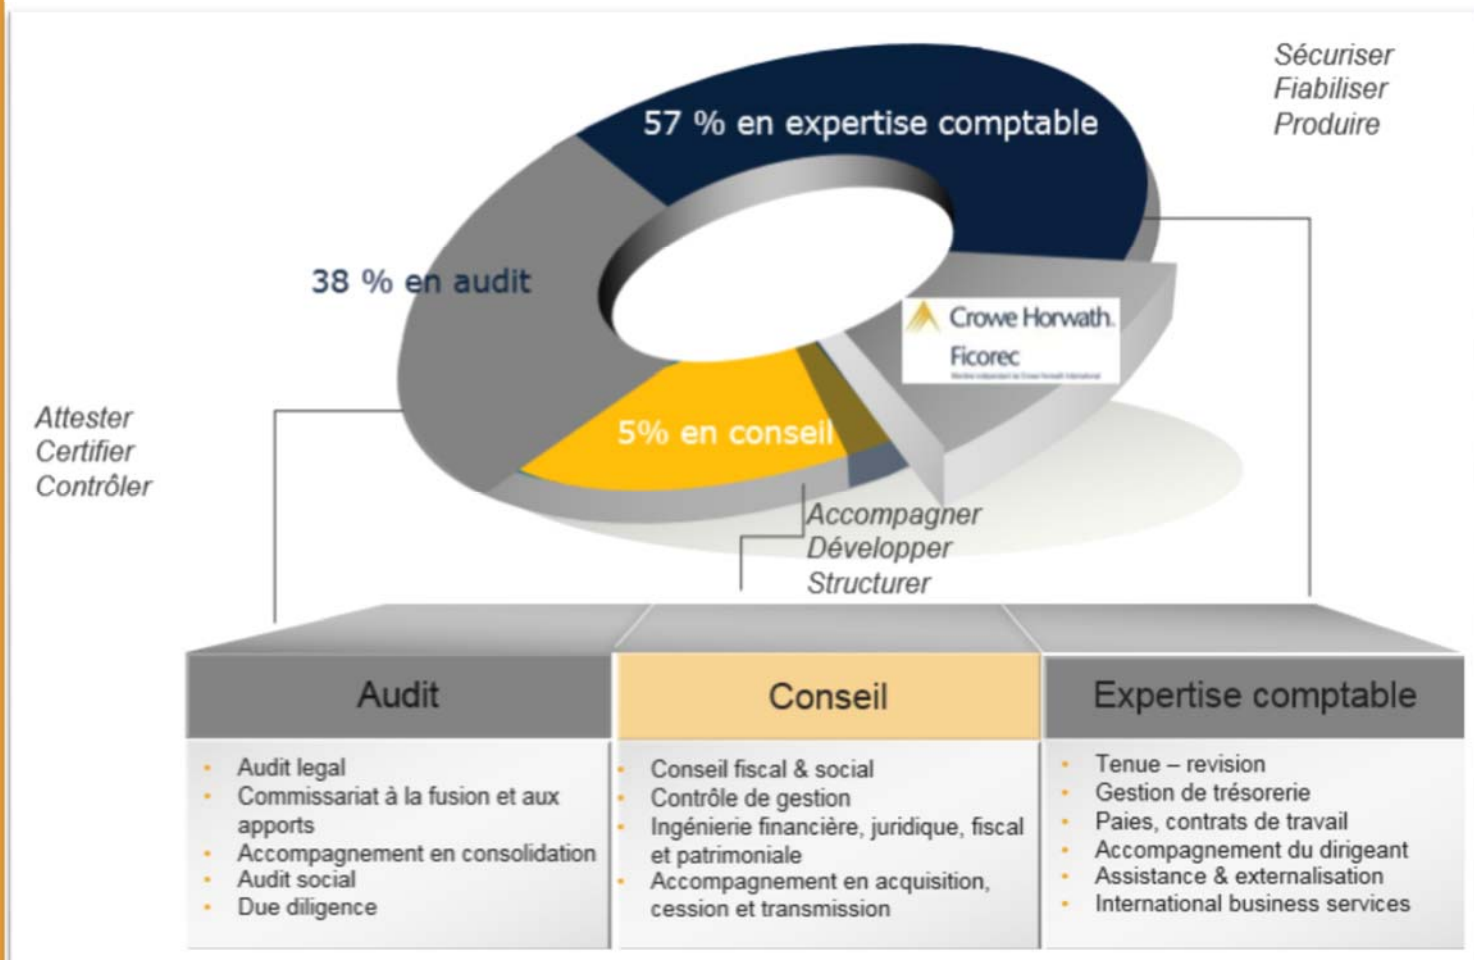 Sécuriser
Fiabiliser
Produire
57 % en expertise comptable
38 % en audit
Crowe Horwath.
Ficorec
5% en conseil
Attester
Certifier
Contrôler
Accompagner
Développer
Structurer
Audit
Audit legal
Commissariat à la fusion et aux
apports
Accompagnement en consolidation
Audit social
Due diligence
Conseil
Conseil fiscal & social
Contrôle de gestion
Ingénierie financière, juridique, fiscal
et patrimoniale
Accompagnement en acquisition,
cession et transmission
Expertise comptable
Tenue – revision
Gestion de trésorerie
Paies, contrats de travail
Accompagnement du dirigeant
Assistance & externalisation
International business services